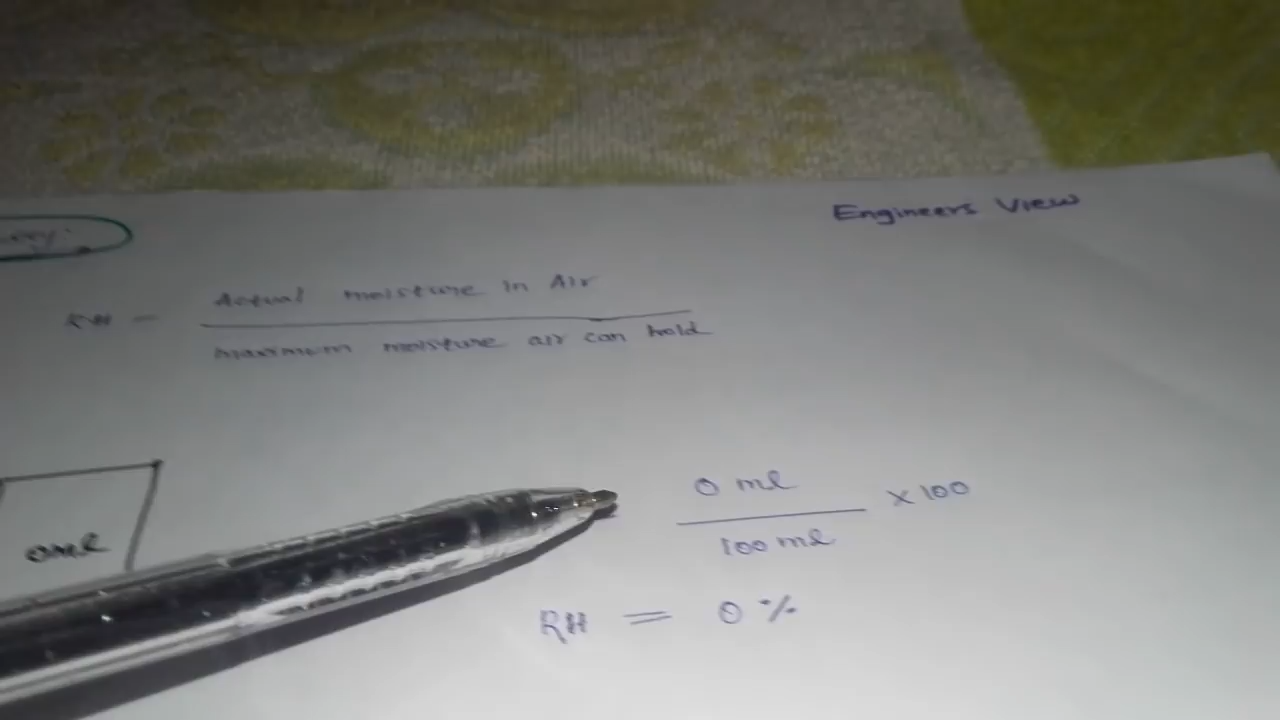 Engineers View
RH = Actual moisture in Air
maximum moisture air can hold
0 ml
100 ml
× 100
0ml
RH = 0 %